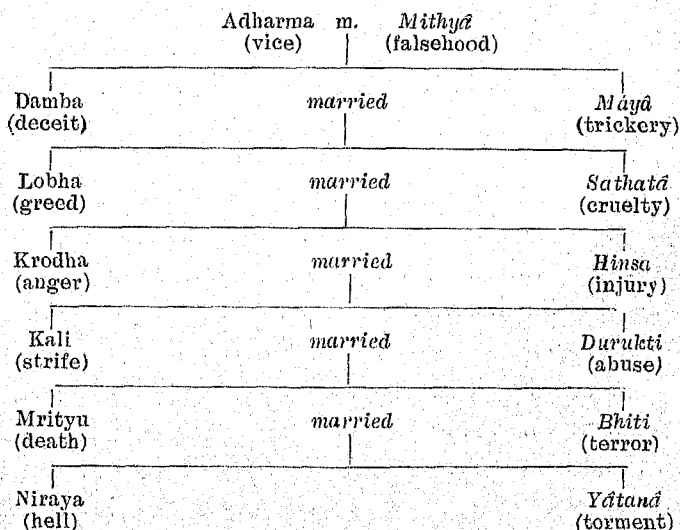 Adharma m. Mithyâ
(vice) (falsehood)
Damba married Máyâ
(deceit) (trickery)
Lobha married Sathatâ
(greed) (cruelty)
Krodha married Hinsa
(anger) (injury)
Kali married Durukti
(strife) (abuse)
Mrityu married Bhiti
(death) (terror)
Niraya Yâtanâ
(hell) (torment)